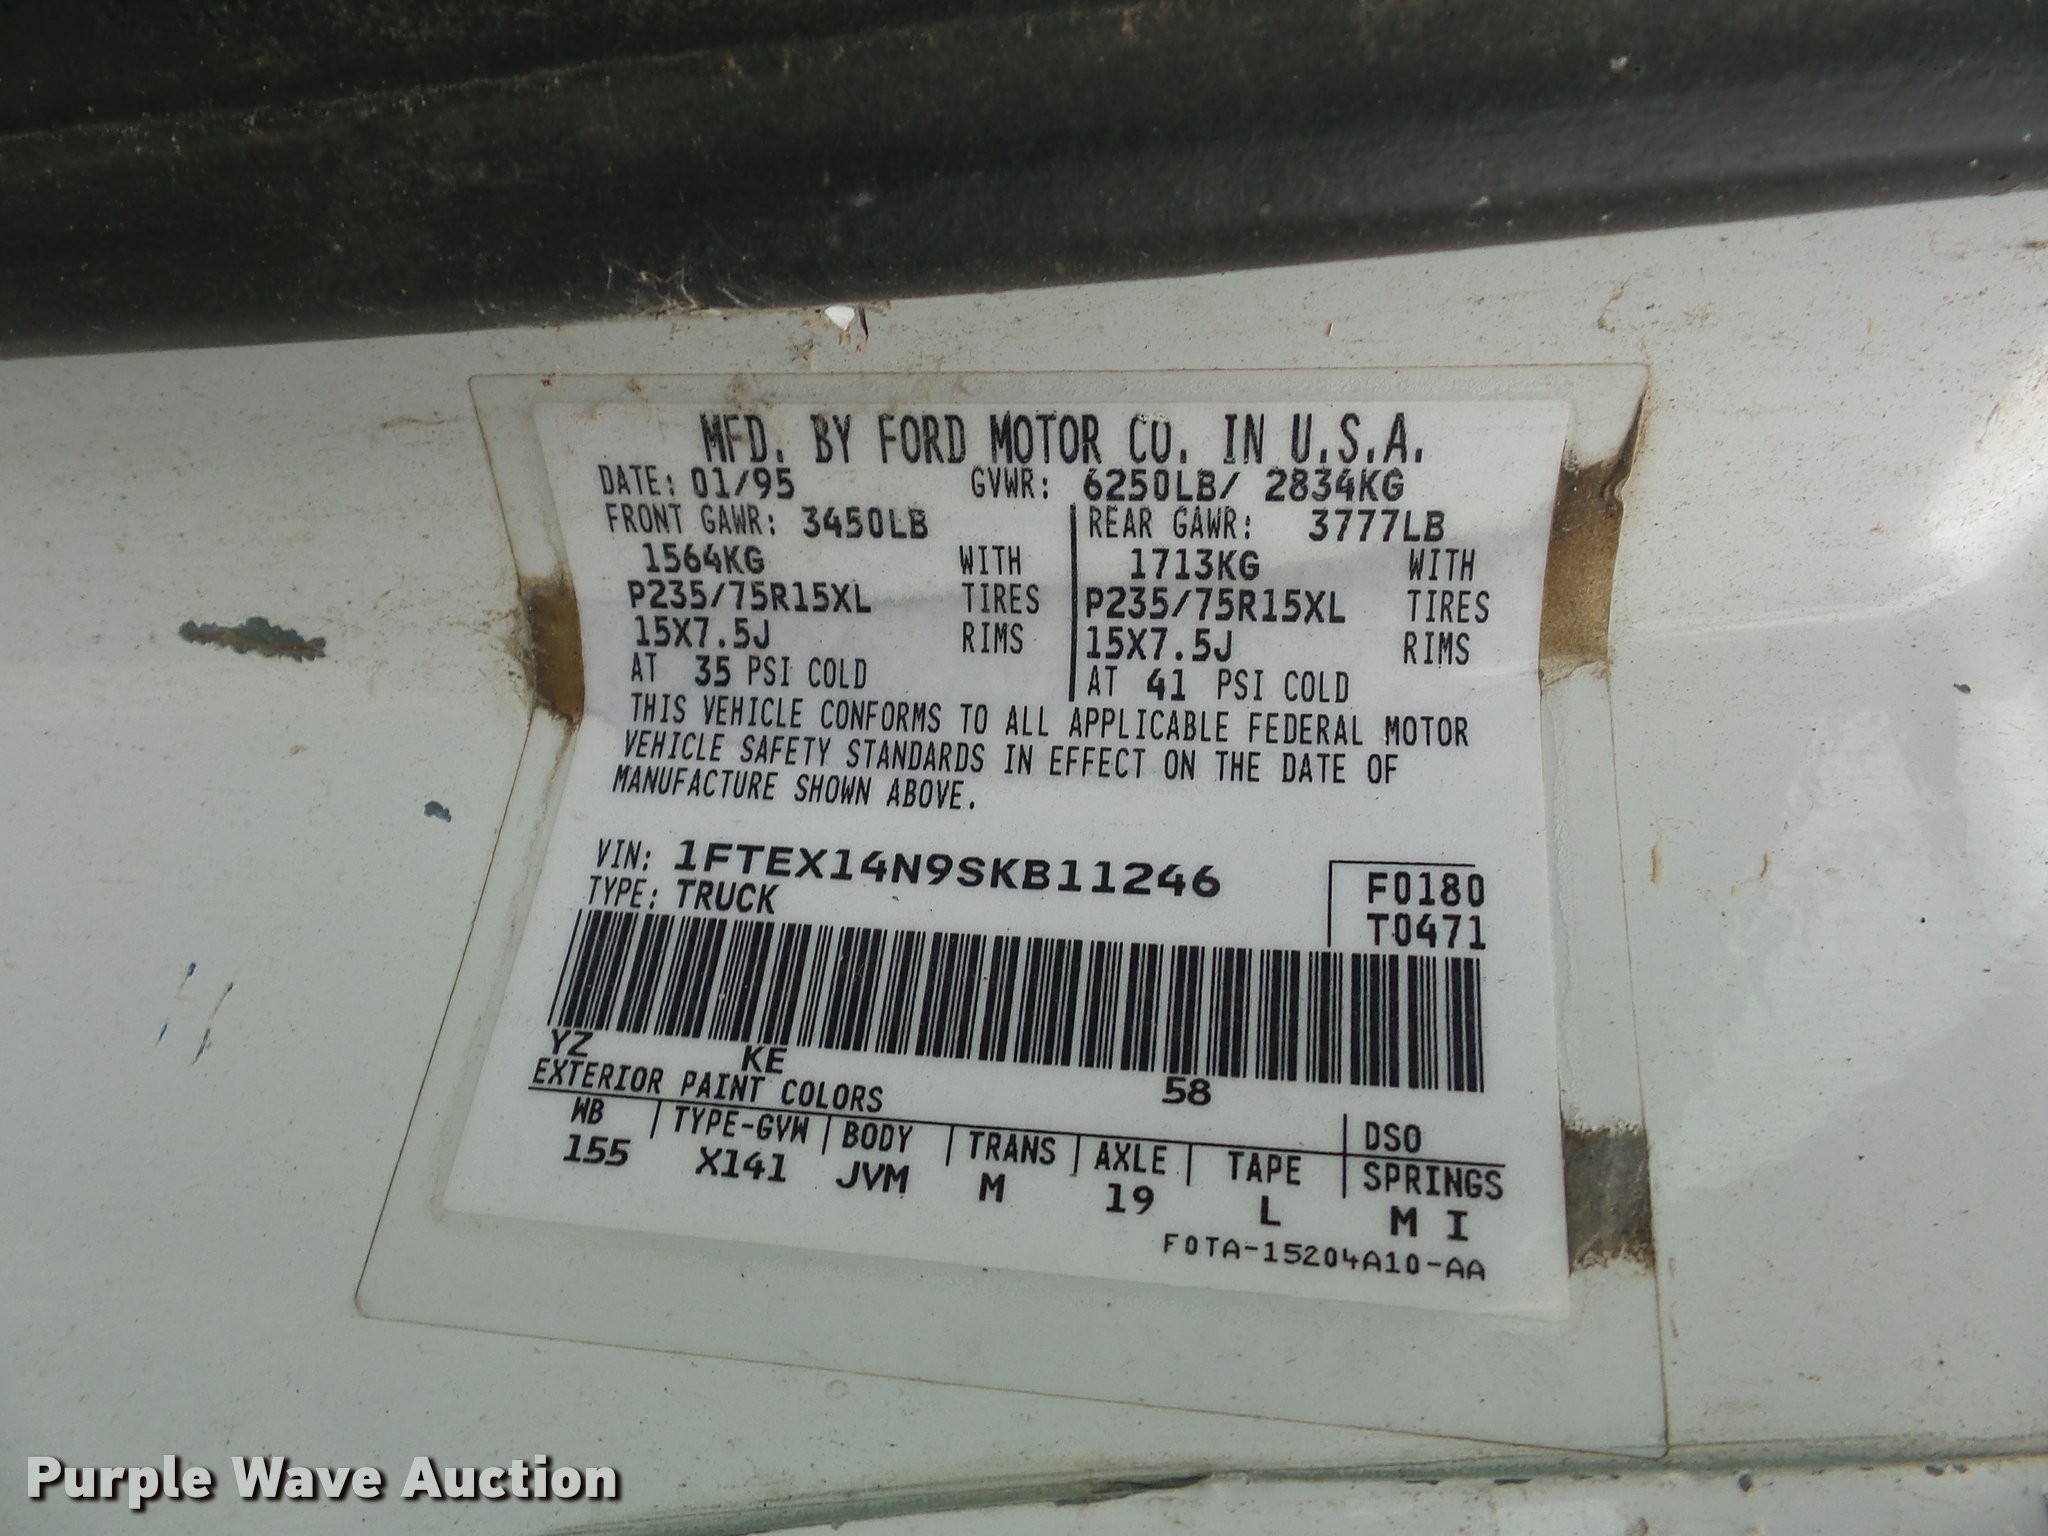 MFD. BY FORD MOTOR CO. IN U.S.A.
DATE: 01/95 GVWR: 6250LB/ 2834KG
FRONT GAWR: 3450LB REAR GAWR: 3777LB
1564KG WITH 1713KG WITH
P235/75R15XL TIRES P235/75R15XL TIRES
15X7.5J RIMS 15X7.5J RIMS
AT 35 PSI COLD AT 41 PSI COLD
THIS VEHICLE CONFORMS TO ALL APPLICABLE FEDERAL MOTOR
VEHICLE SAFETY STANDARDS IN EFFECT ON THE DATE OF
MANUFACTURE SHOWN ABOVE.
VIN: 1FTEX14N9SKB11246 F0180
TYPE: TRUCK T0471
YZ KE 58
EXTERIOR PAINT COLORS DSO
WB TYPE-GVW BODY TRANS AXLE TAPE SPRINGS
155 X141 JVM M 19 L M I
F0TA-15204A10-AA
Purple Wave Auction